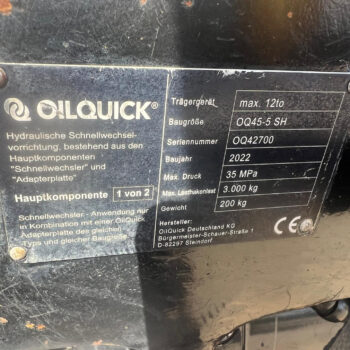 OILQUICK®
Hydraulische Schnellwechsel-
vorrichtung, bestehend aus den
Hauptkomponenten
"Schnellwechsler" und
"Adapterplatte"
Hauptkomponente 1 von 2
Schnellwechsler - Anwendung nur
in Kombination mit einer OilQuick
Adapterplatte des gleichen
Typs und gleicher Baugröße
Trägergerät max. 12to
Baugröße OQ45-5 SH
Seriennummer OQ42700
Baujahr 2022
Max. Druck 35 MPa
Max. Lasthakenlast 3.000 kg
Gewicht 200 kg
Hersteller:
OilQuick Deutschland KG
Bürgermeister-Schauer-Straße 1
D-82297 Steindorf
CE